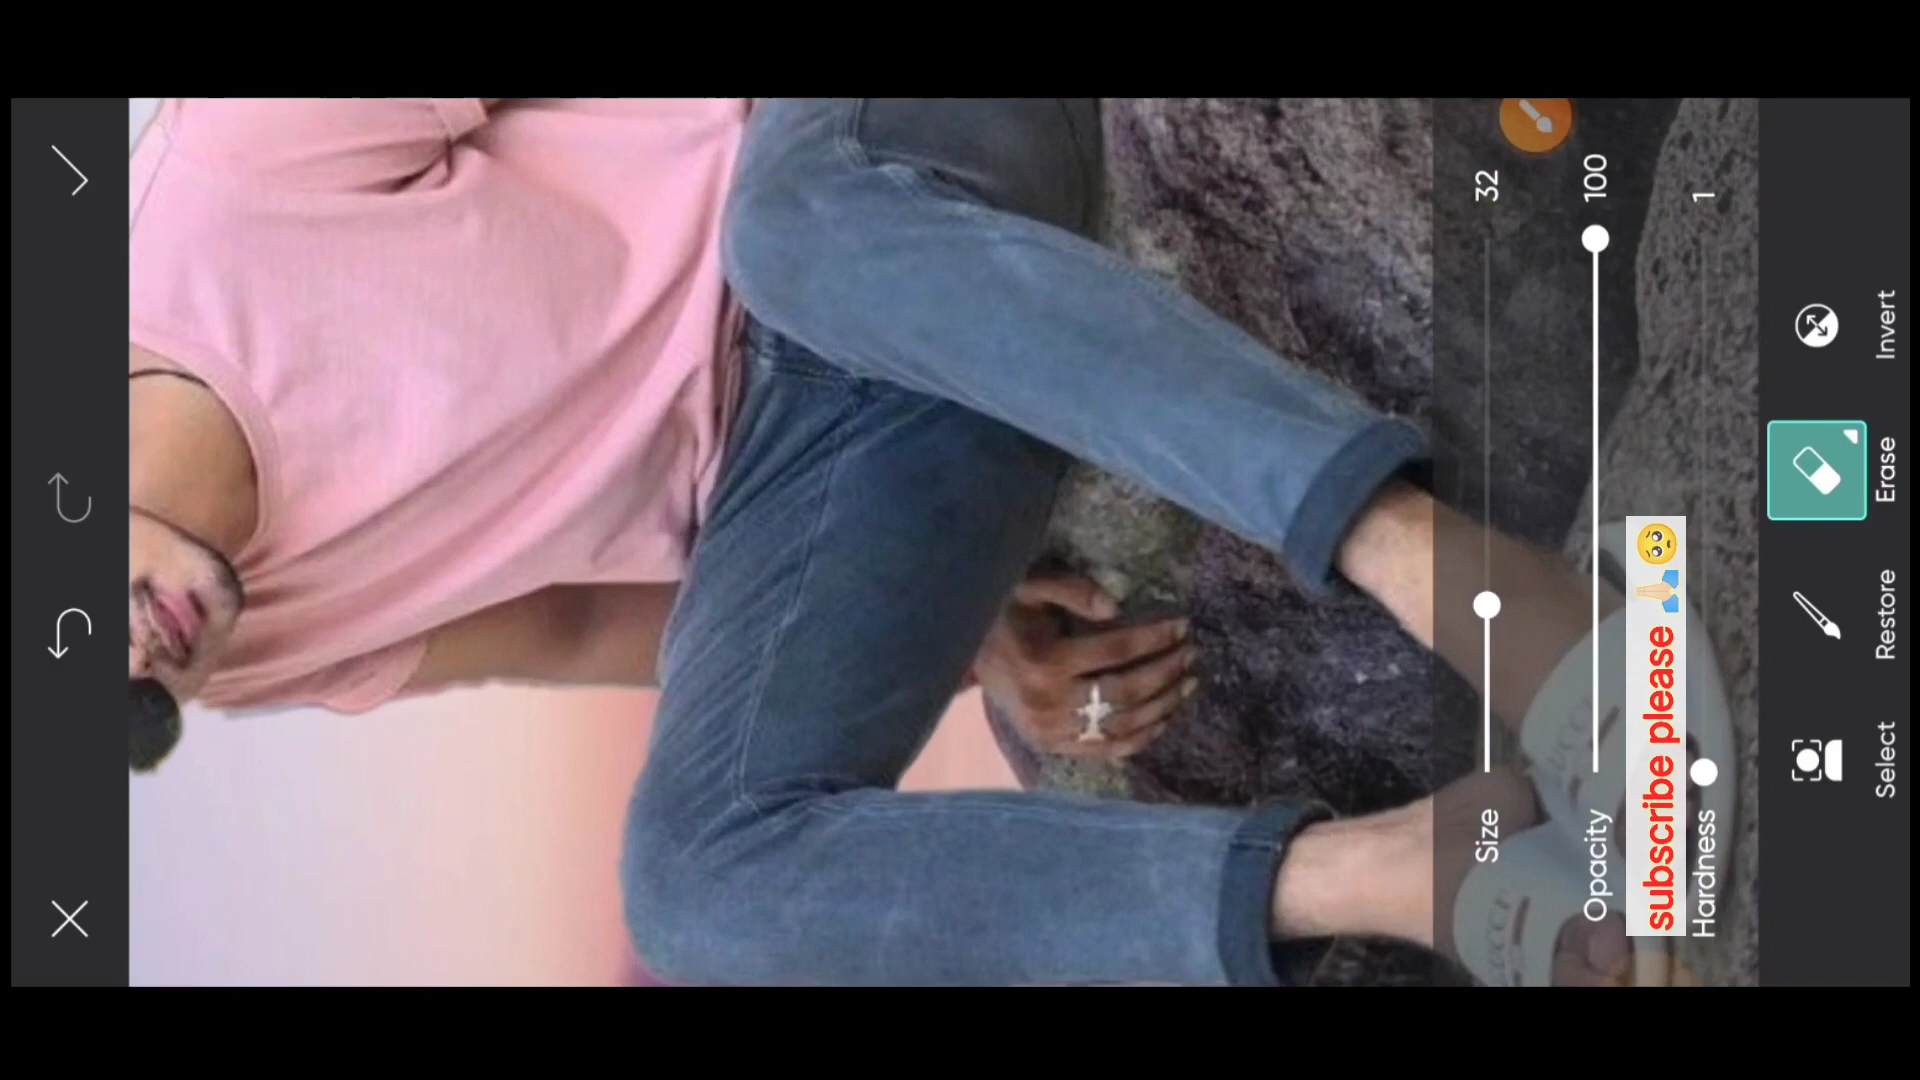 Size 32
Opacity 100
subscribe please 🙏🏻🥺
Hardness 1
Select
Restore
Erase
Invert